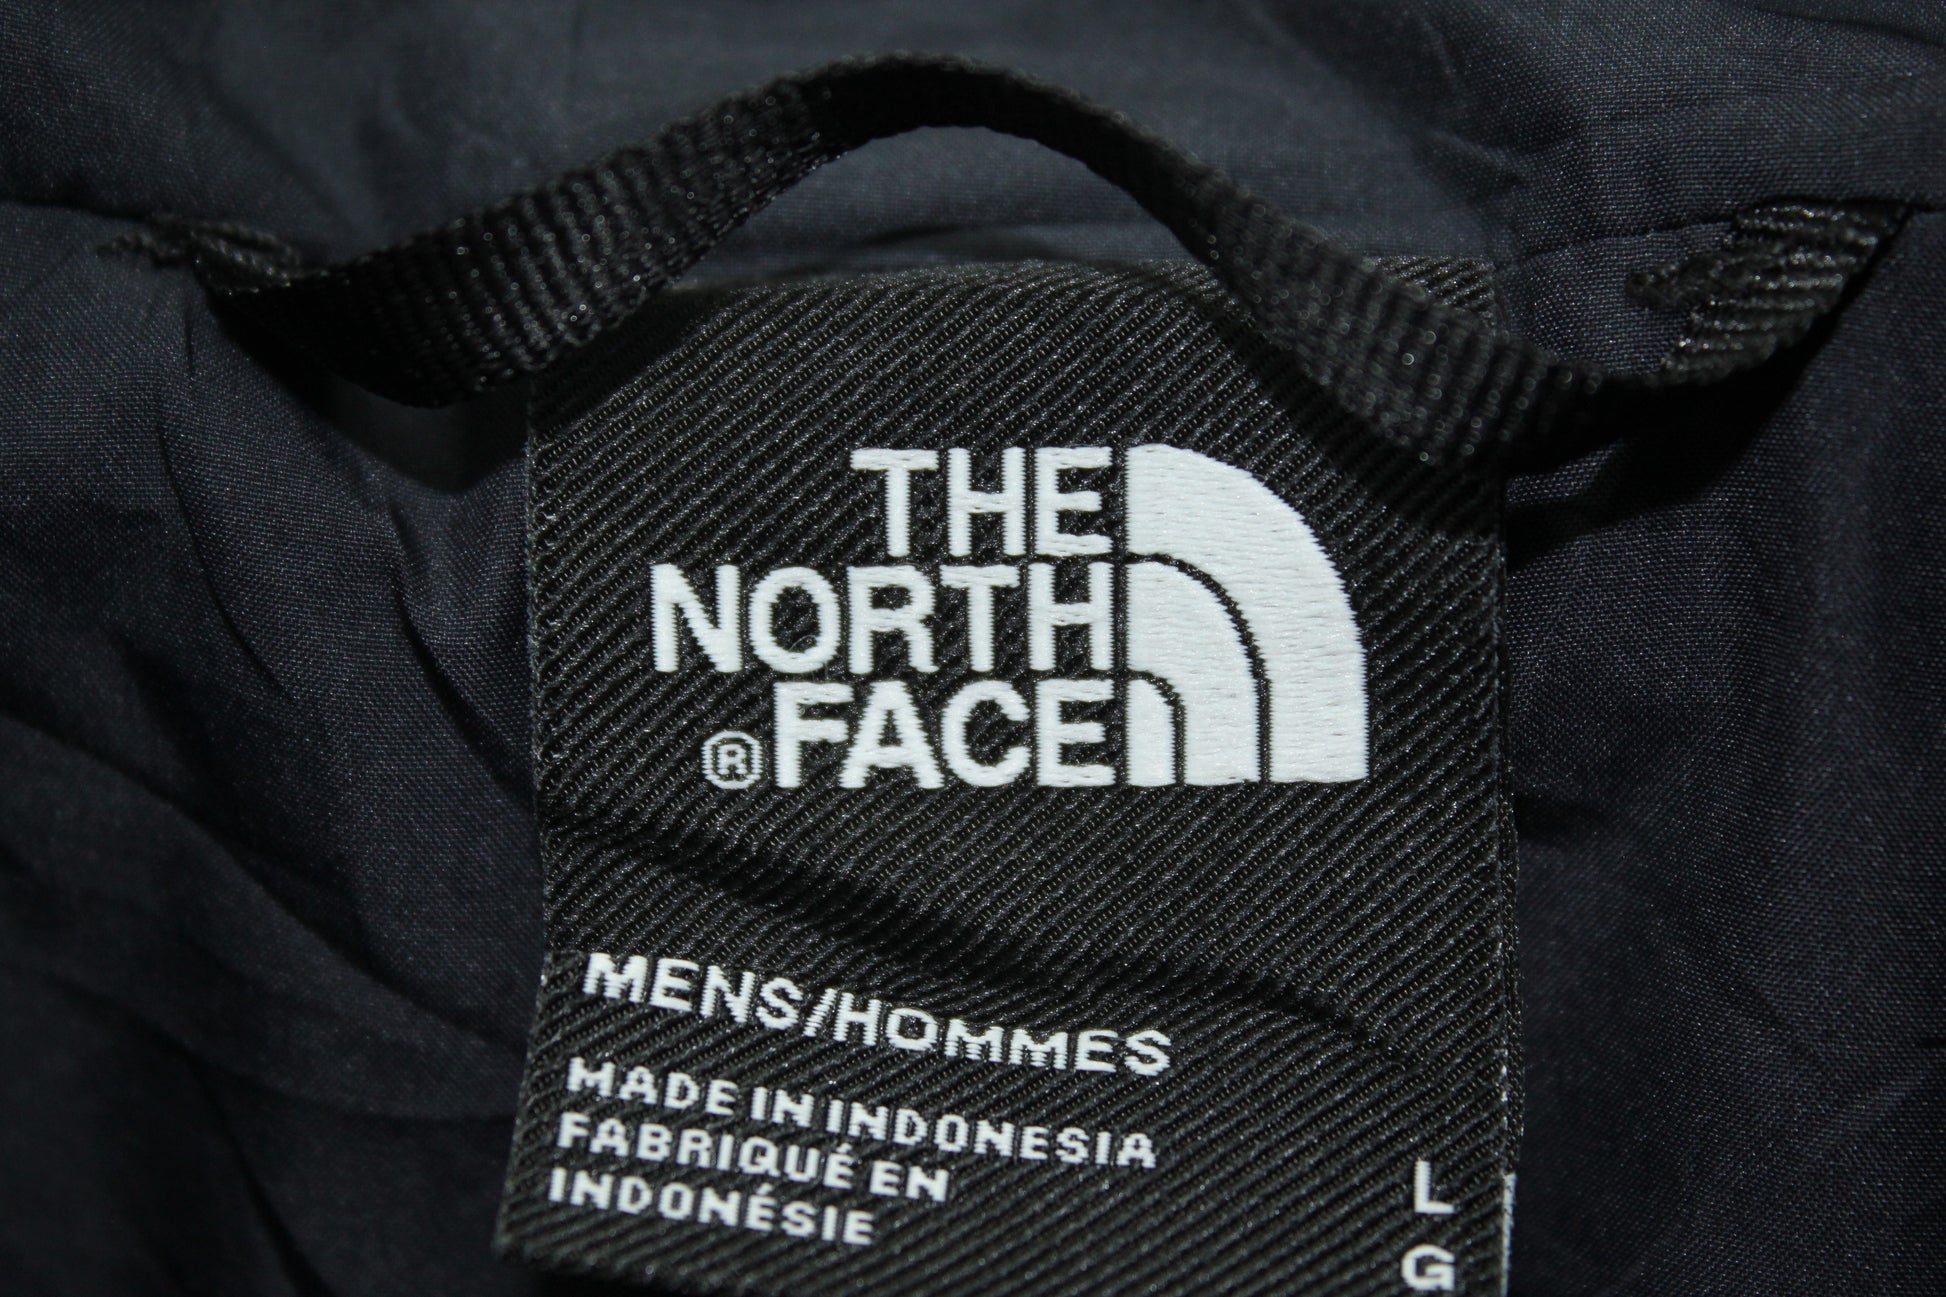 THE
NORTH
® FACE
MENS/HOMMES
MADE IN INDONESIA
FABRIQUÉ EN
INDONÉSIE
L
G